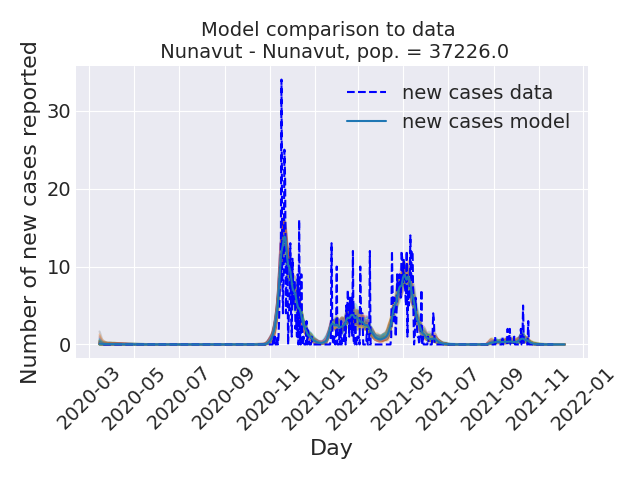 Model comparison to data
Nunavut - Nunavut, pop. = 37226.0
Number of new cases reported
30
20
10
0
new cases data
new cases model
2020-03
2020-05
2020-07
2020-09
2020-11
2021-01
2021-03
2021-05
2021-07
2021-09
2021-11
2022-01
Day